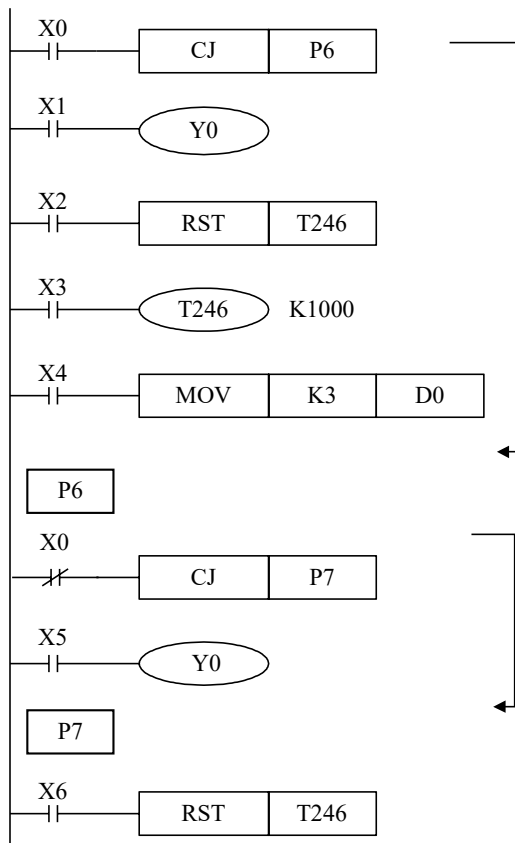 X0
CJ P6
X1
Y0
X2
RST T246
X3
T246 K1000
X4
MOV K3 D0
P6
X0
CJ P7
X5
Y0
P7
X6
RST T246